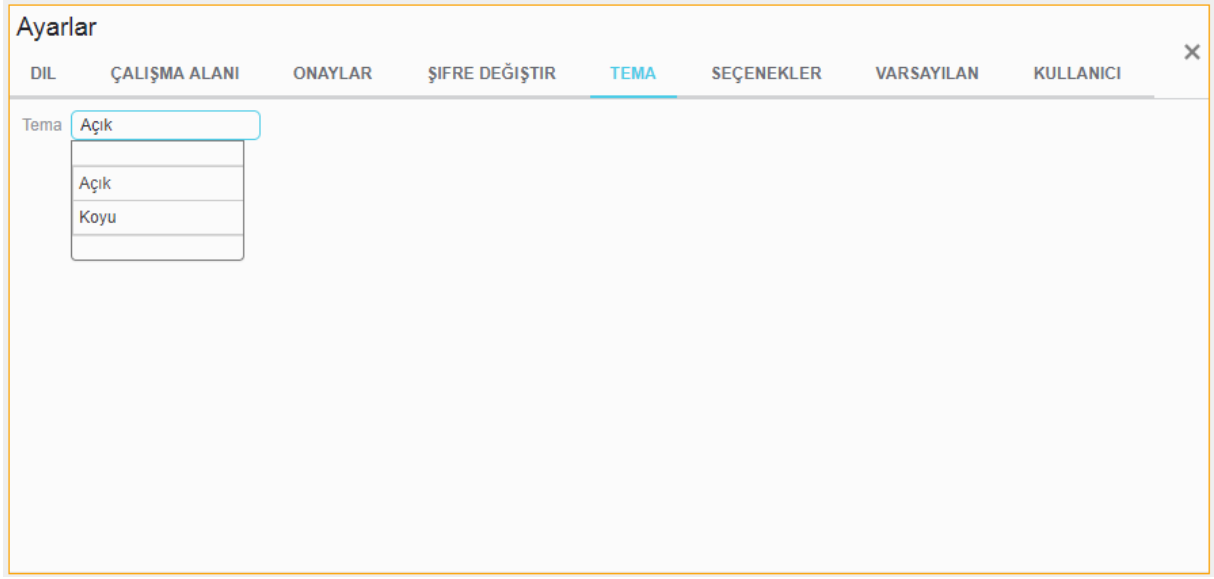 Ayarlar
DIL ÇALIŞMA ALANI ONAYLAR ŞIFRE DEĞIŞTIR TEMA SEÇENEKLER VARSAYILAN KULLANICI
Tema Açık
Açık
Koyu